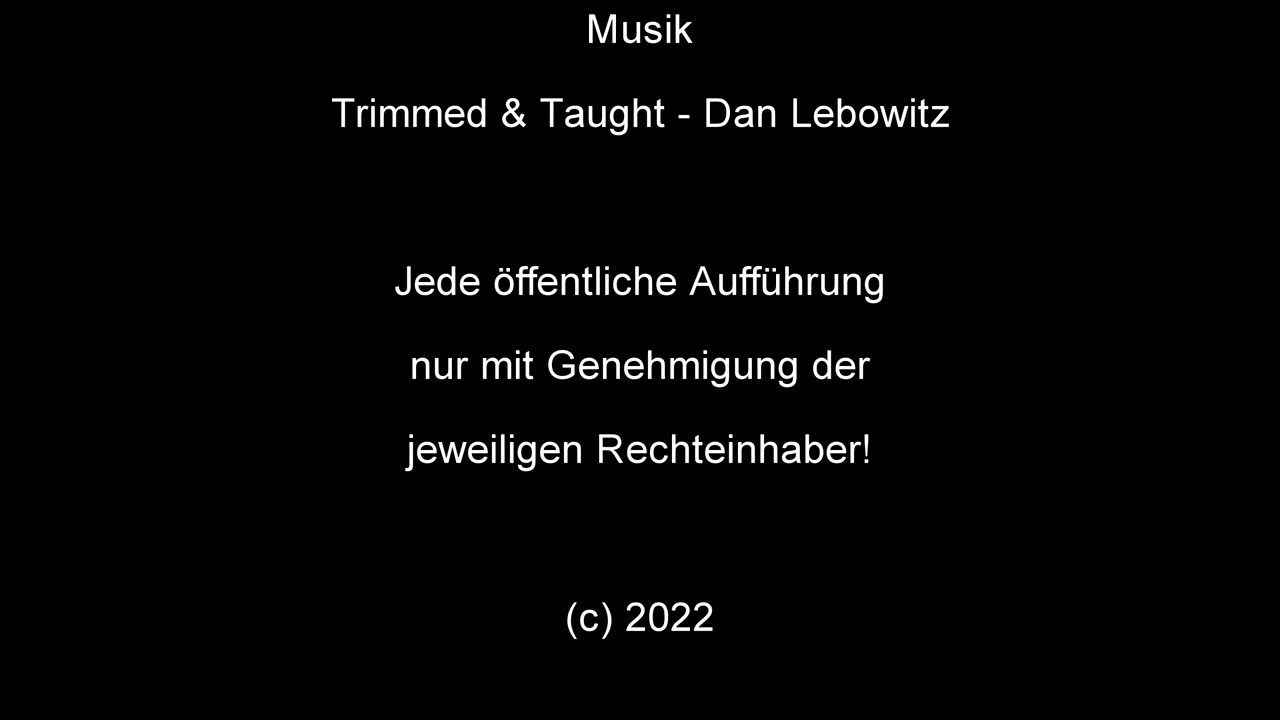 Musik
Trimmed & Taught - Dan Lebowitz
Jede öffentliche Aufführung
nur mit Genehmigung der
jeweiligen Rechteinhaber!
(c) 2022